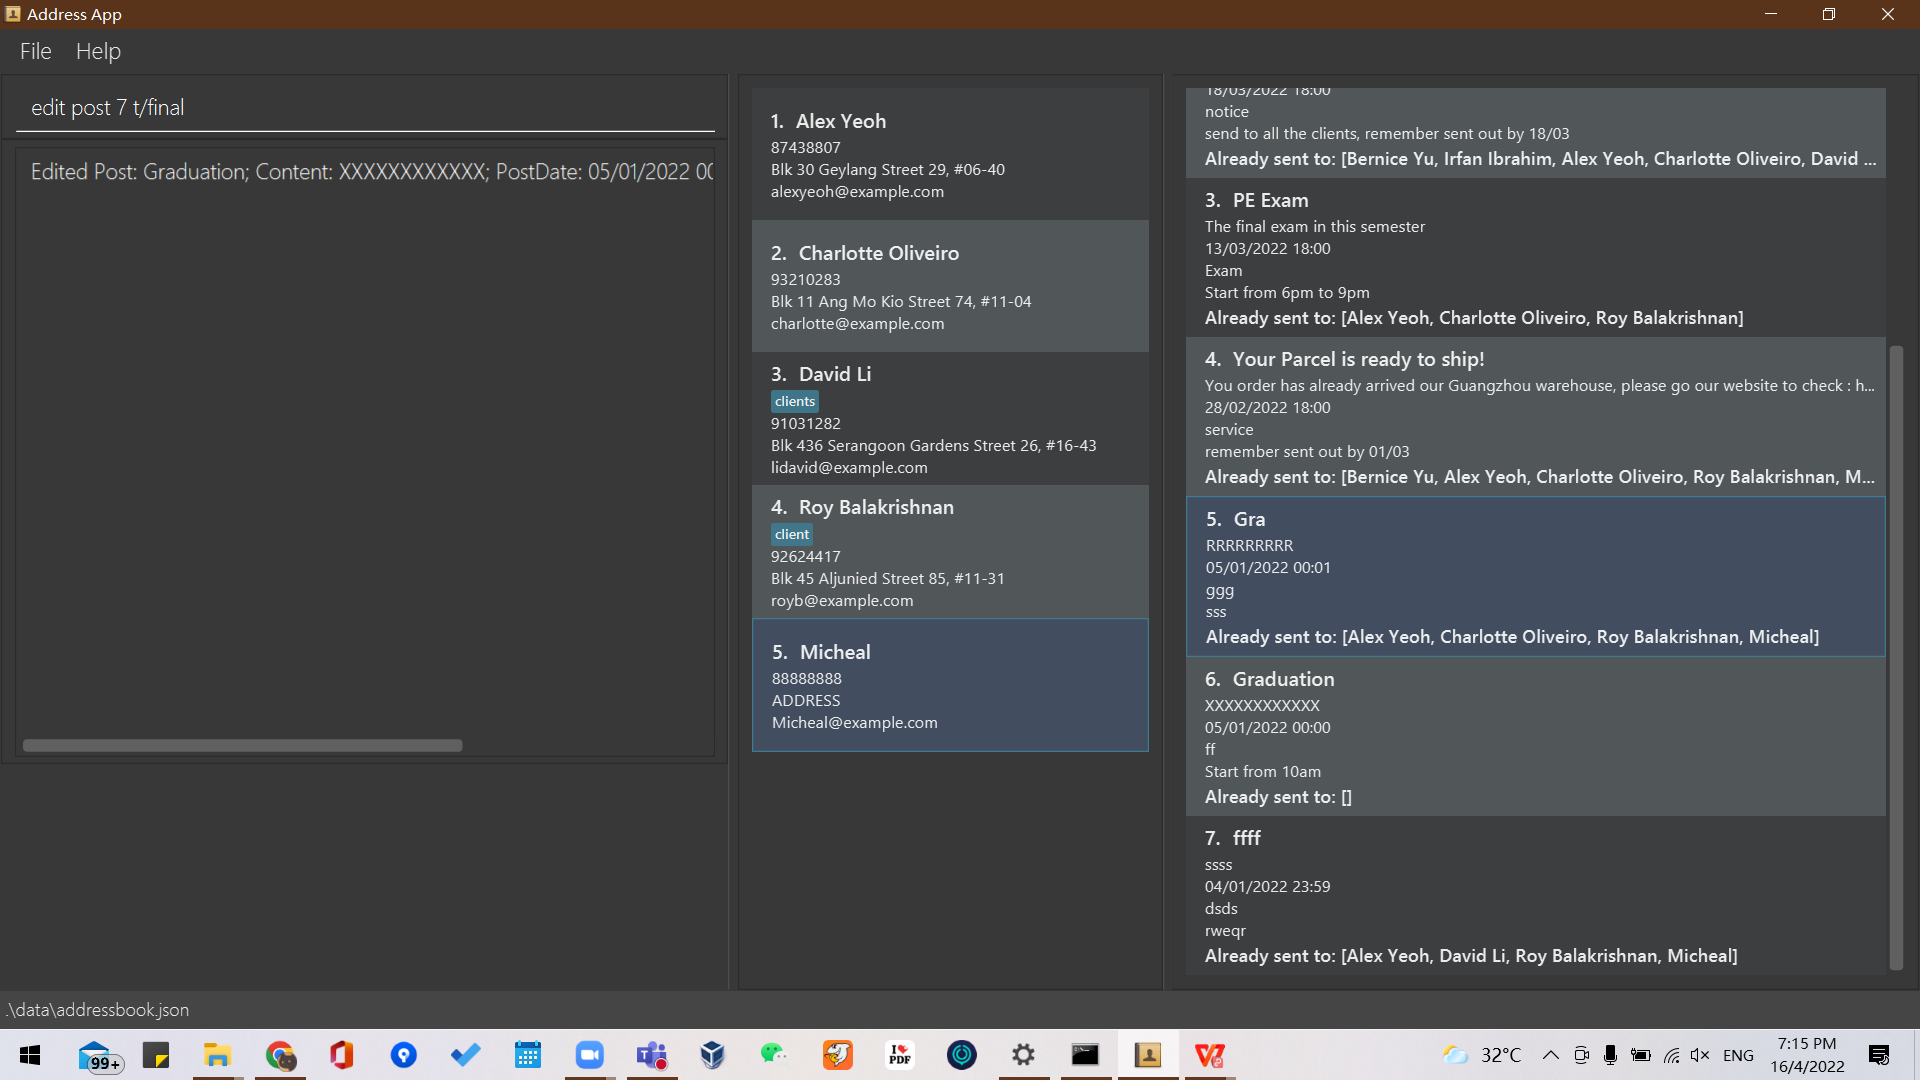 Address App
File Help
edit post 7 t/final
Edited Post: Graduation; Content: XXXXXXXXXXXX; PostDate: 05/01/2022 00
1. Alex Yeoh
87438807
Blk 30 Geylang Street 29, #06-40
alexyeoh@example.com
2. Charlotte Oliveiro
93210283
Blk 11 Ang Mo Kio Street 74, #11-04
charlotte@example.com
3. David Li
clients
91031282
Blk 436 Serangoon Gardens Street 26, #16-43
lidavid@example.com
4. Roy Balakrishnan
client
92624417
Blk 45 Aljunied Street 85, #11-31
royb@example.com
5. Micheal
88888888
ADDRESS
Micheal@example.com
18/03/2022 18:00
notice
send to all the clients, remember sent out by 18/03
Already sent to: [Bernice Yu, Irfan Ibrahim, Alex Yeoh, Charlotte Oliveiro, David ...
3. PE Exam
The final exam in this semester
13/03/2022 18:00
Exam
Start from 6pm to 9pm
Already sent to: [Alex Yeoh, Charlotte Oliveiro, Roy Balakrishnan]
4. Your Parcel is ready to ship!
You order has already arrived our Guangzhou warehouse, please go our website to check : h...
28/02/2022 18:00
service
remember sent out by 01/03
Already sent to: [Bernice Yu, Alex Yeoh, Charlotte Oliveiro, Roy Balakrishnan, M...
5. Gra
RRRRRRRRR
05/01/2022 00:01
ggg
sss
Already sent to: [Alex Yeoh, Charlotte Oliveiro, Roy Balakrishnan, Micheal]
6. Graduation
XXXXXXXXXXXX
05/01/2022 00:00
ff
Start from 10am
Already sent to: []
7. ffff
ssss
04/01/2022 23:59
dsds
rweqr
Already sent to: [Alex Yeoh, David Li, Roy Balakrishnan, Micheal]
.\data\addressbook.json
99+
I PDF
32°C
ENG
7:15 PM
16/4/2022